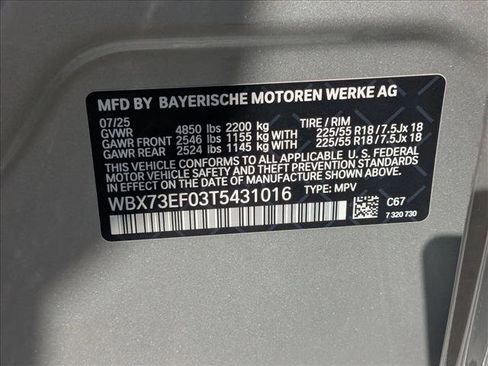 MFD BY BAYERISCHE MOTOREN WERKE AG
07/25 TIRE / RIM
GVWR 4850 lbs 2200 kg
GAWR FRONT 2546 lbs 1155 kg WITH 225/55 R18 / 7.5Jx 18
GAWR REAR 2524 lbs 1145 kg WITH 225/55 R18 / 7.5Jx 18
THIS VEHICLE CONFORMS TO ALL APPLICABLE U.S. FEDERAL
MOTOR VEHICLE SAFETY AND THEFT PREVENTION STANDARDS
IN EFFECT ON THE DATE OF MANUFACTURE SHOWN ABOVE.
WBX73EF03T5431016 TYPE: MPV
C67
7 320 730